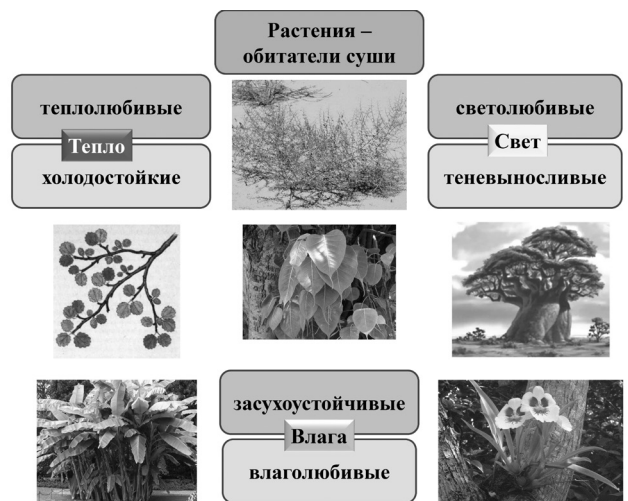 Растения –
обитатели суши
теплолюбивые
Тепло
холодостойкие
светолюбивые
Свет
теневыносливые
засухоустойчивые
Влага
влаголюбивые